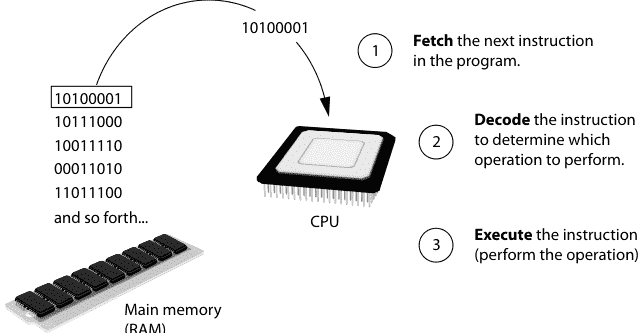 10100001
1
Fetch the next instruction
in the program.
10100001
10111000
10011110
00011010
11011100
and so forth...
CPU
2
Decode the instruction
to determine which
operation to perform.
3
Execute the instruction
(perform the operation)
Main memory
(RAM)